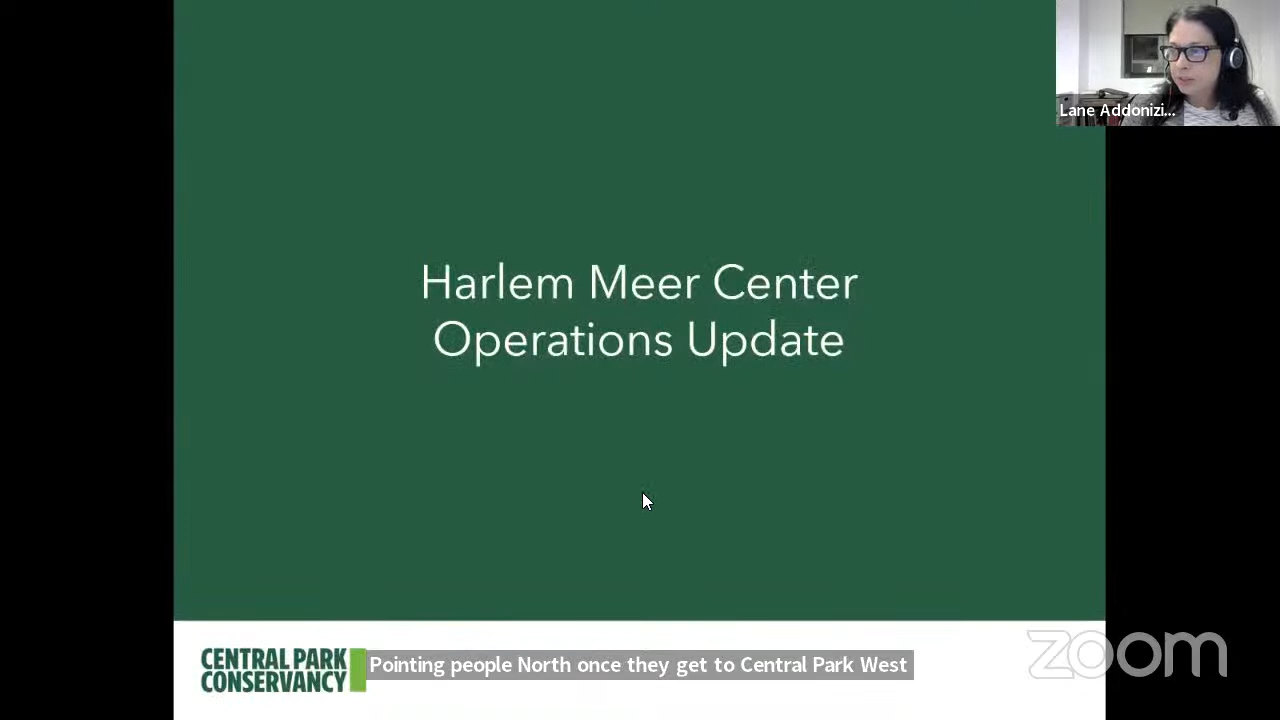 Lane Addonizi...
Harlem Meer Center
Operations Update
CENTRAL PARK
CONSERVANCY
Pointing people North once they get to Central Park West
zoom